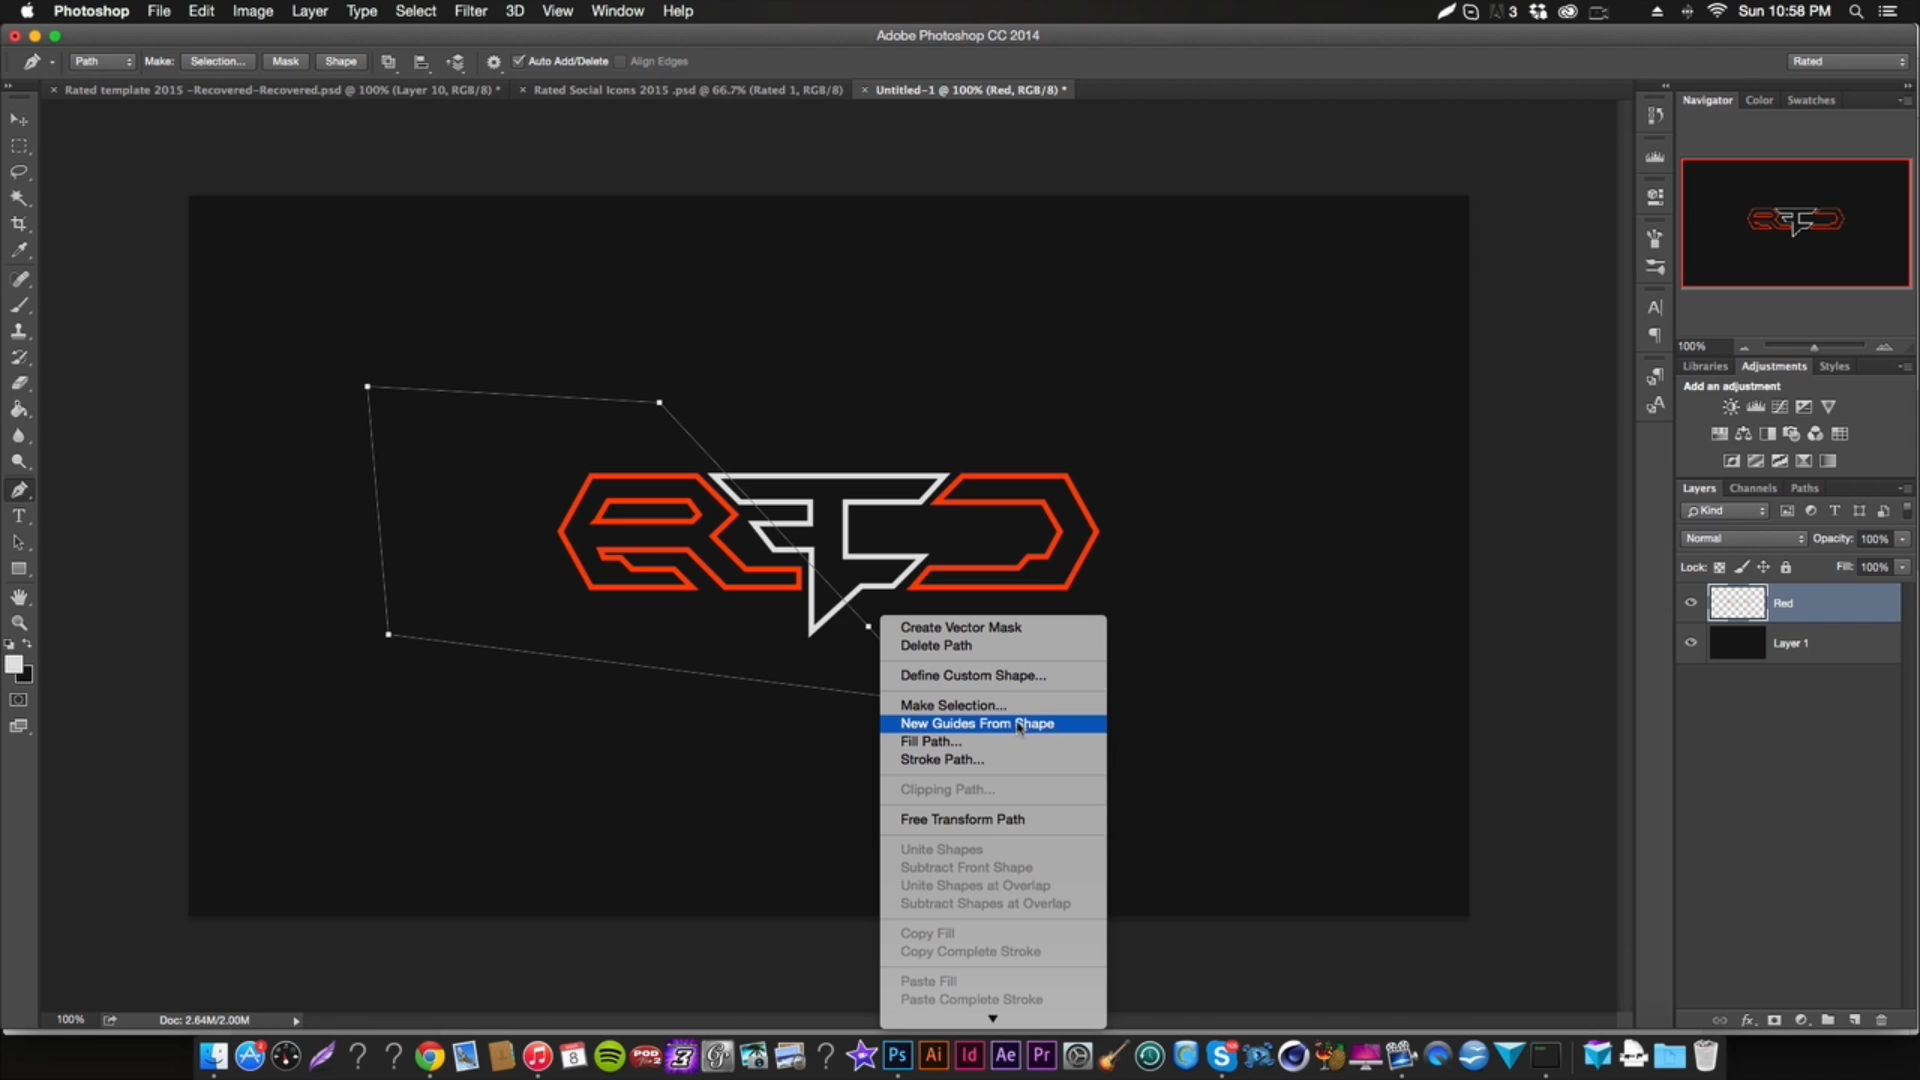 Photoshop File Edit Image Layer Type Select Filter 3D View Window Help 3 Sun 10:58 PM
Adobe Photoshop CC 2014
Path Make: Selection... Mask Shape Auto Add/Delete Align Edges Rated
× Rated template 2015 -Recovered-Recovered.psd @ 100% (Layer 10, RGB/8) * × Rated Social Icons 2015 .psd @ 66.7% (Rated 1, RGB/8) × Untitled-1 @ 100% (Red, RGB/8) *
Navigator Color Swatches
100%
Libraries Adjustments Styles
Add an adjustment
Layers Channels Paths
Kind
Normal Opacity: 100%
Lock: Fill: 100%
Red
Layer 1
Create Vector Mask
Delete Path
Define Custom Shape...
Make Selection...
New Guides From Shape
Fill Path...
Stroke Path...
Clipping Path...
Free Transform Path
Unite Shapes
Subtract Front Shape
Unite Shapes at Overlap
Subtract Shapes at Overlap
Copy Fill
Copy Complete Stroke
Paste Fill
Paste Complete Stroke
100% Doc: 2.64M/2.00M
8 POD Ps Ai Id Ae Pr